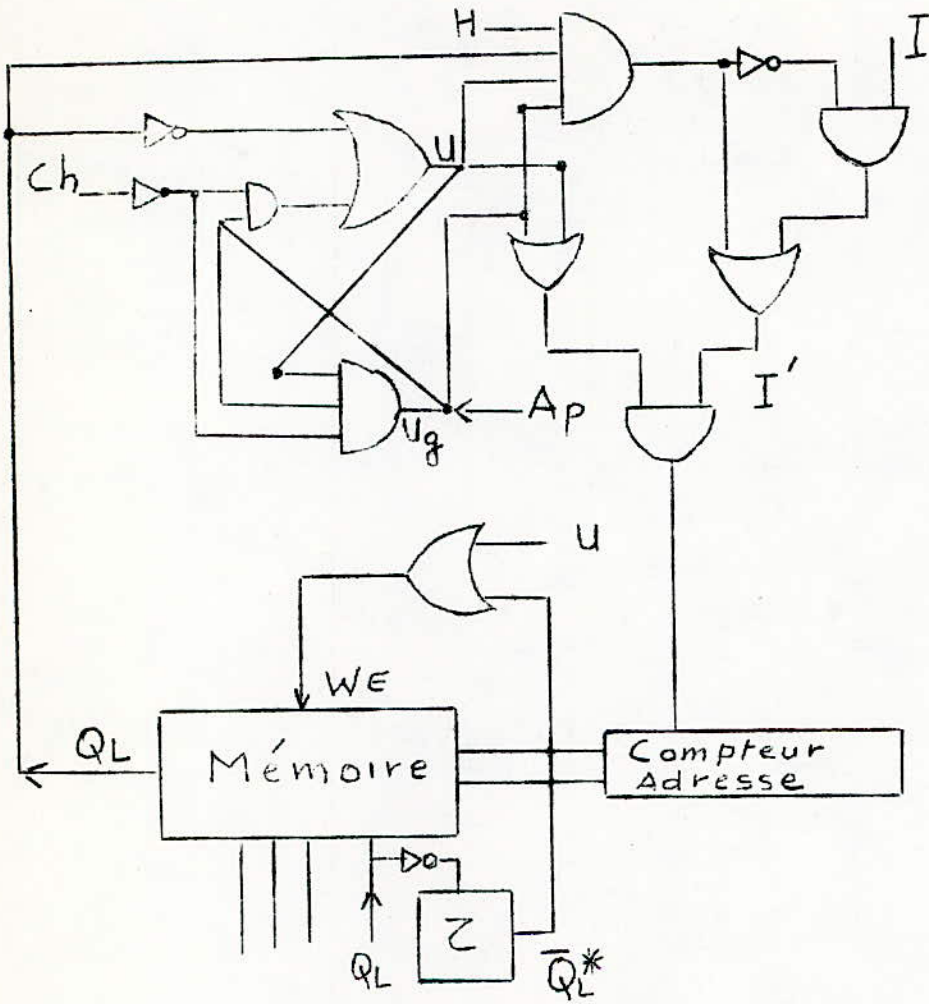 H
I
Ch
u
Ap
ug
I'
u
WE
QL
Mémoire
Compteur
Adresse
QL
τ
Q̄L*